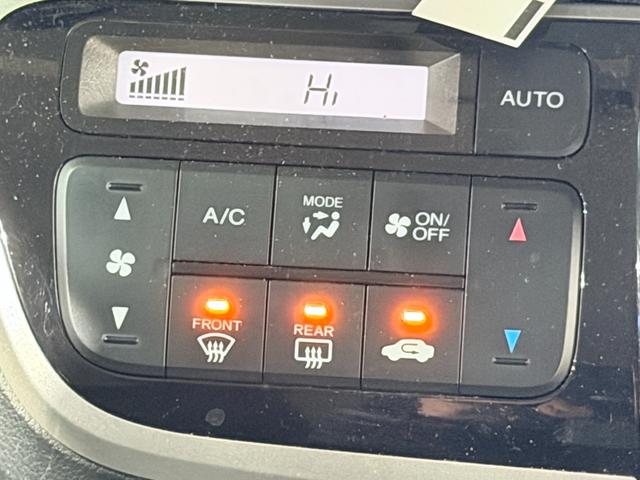 Hi
AUTO
A/C
MODE
ON/
OFF
FRONT
REAR